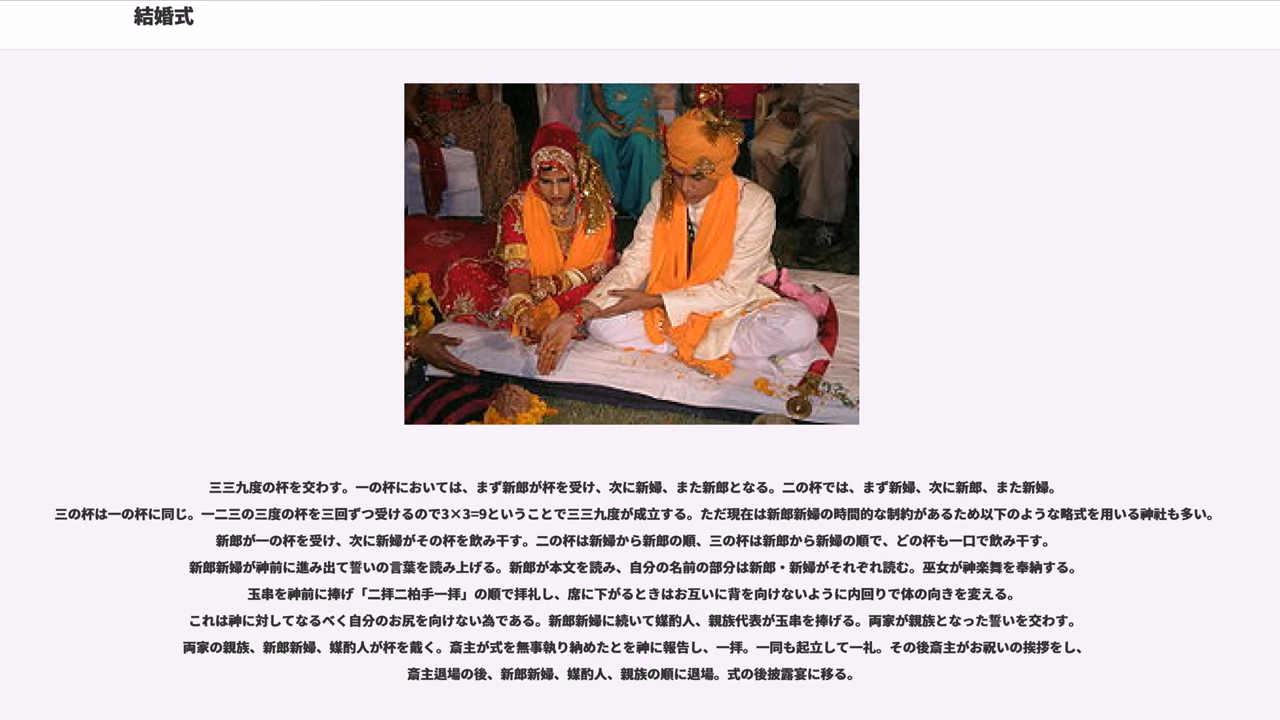 結婚式
三三九度の杯を交わす。一の杯においては、まず新郎が杯を受け、次に新婦、また新郎となる。二の杯では、まず新婦、次に新郎、また新婦。
三の杯は一の杯に同じ。一二三の三度の杯を三回ずつ受けるので3×3=9ということで三三九度が成立する。ただ現在は新郎新婦の時間的な制約があるため以下のような略式を用いる神社も多い。
新郎が一の杯を受け、次に新婦がその杯を飲み干す。二の杯は新婦から新郎の順、三の杯は新郎から新婦の順で、どの杯も一口で飲み干す。
新郎新婦が神前に進み出て誓いの言葉を読み上げる。新郎が本文を読み、自分の名前の部分は新郎・新婦がそれぞれ読む。巫女が神楽舞を奉納する。
玉串を神前に捧げ「二拝二柏手一拝」の順で拝礼し、席に下がるときはお互いに背を向けないように内回りで体の向きを変える。
これは神に対してなるべく自分のお尻を向けない為である。新郎新婦に続いて媒酌人、親族代表が玉串を捧げる。両家が親族となった誓いを交わす。
両家の親族、新郎新婦、媒酌人が杯を戴く。斎主が式を無事執り納めたとを神に報告し、一拝。一同も起立して一礼。その後斎主がお祝いの挨拶をし、
斎主退場の後、新郎新婦、媒酌人、親族の順に退場。式の後披露宴に移る。